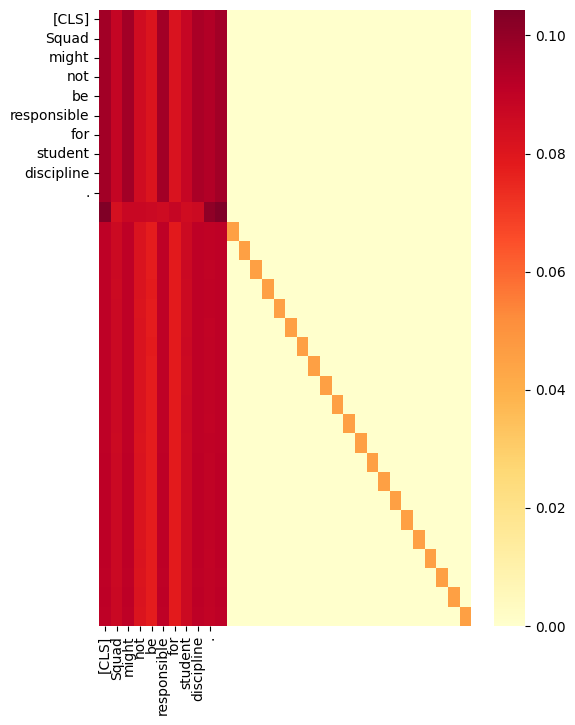 [CLS]
Squad
might
not
be
responsible
for
student
discipline
.
0.10
0.08
0.06
0.04
0.02
0.00
[CLS]
Squad
might
not
be
responsible
for
student
discipline
.